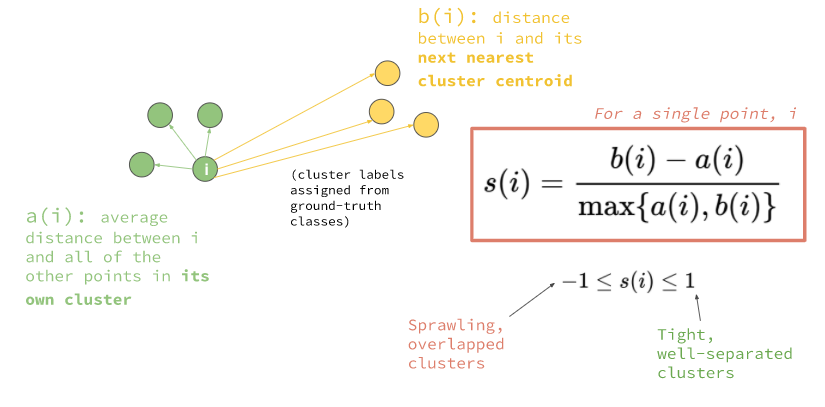 b(i): distance
between i and its
next nearest
cluster centroid
For a single point, i
i
(cluster labels
assigned from
ground-truth
classes)
s(i) = b(i) − a(i) / max{a(i), b(i)}
a(i): average
distance between i
and all of the
other points in its
own cluster
−1 ≤ s(i) ≤ 1
Sprawling,
overlapped
clusters
Tight,
well-separated
clusters